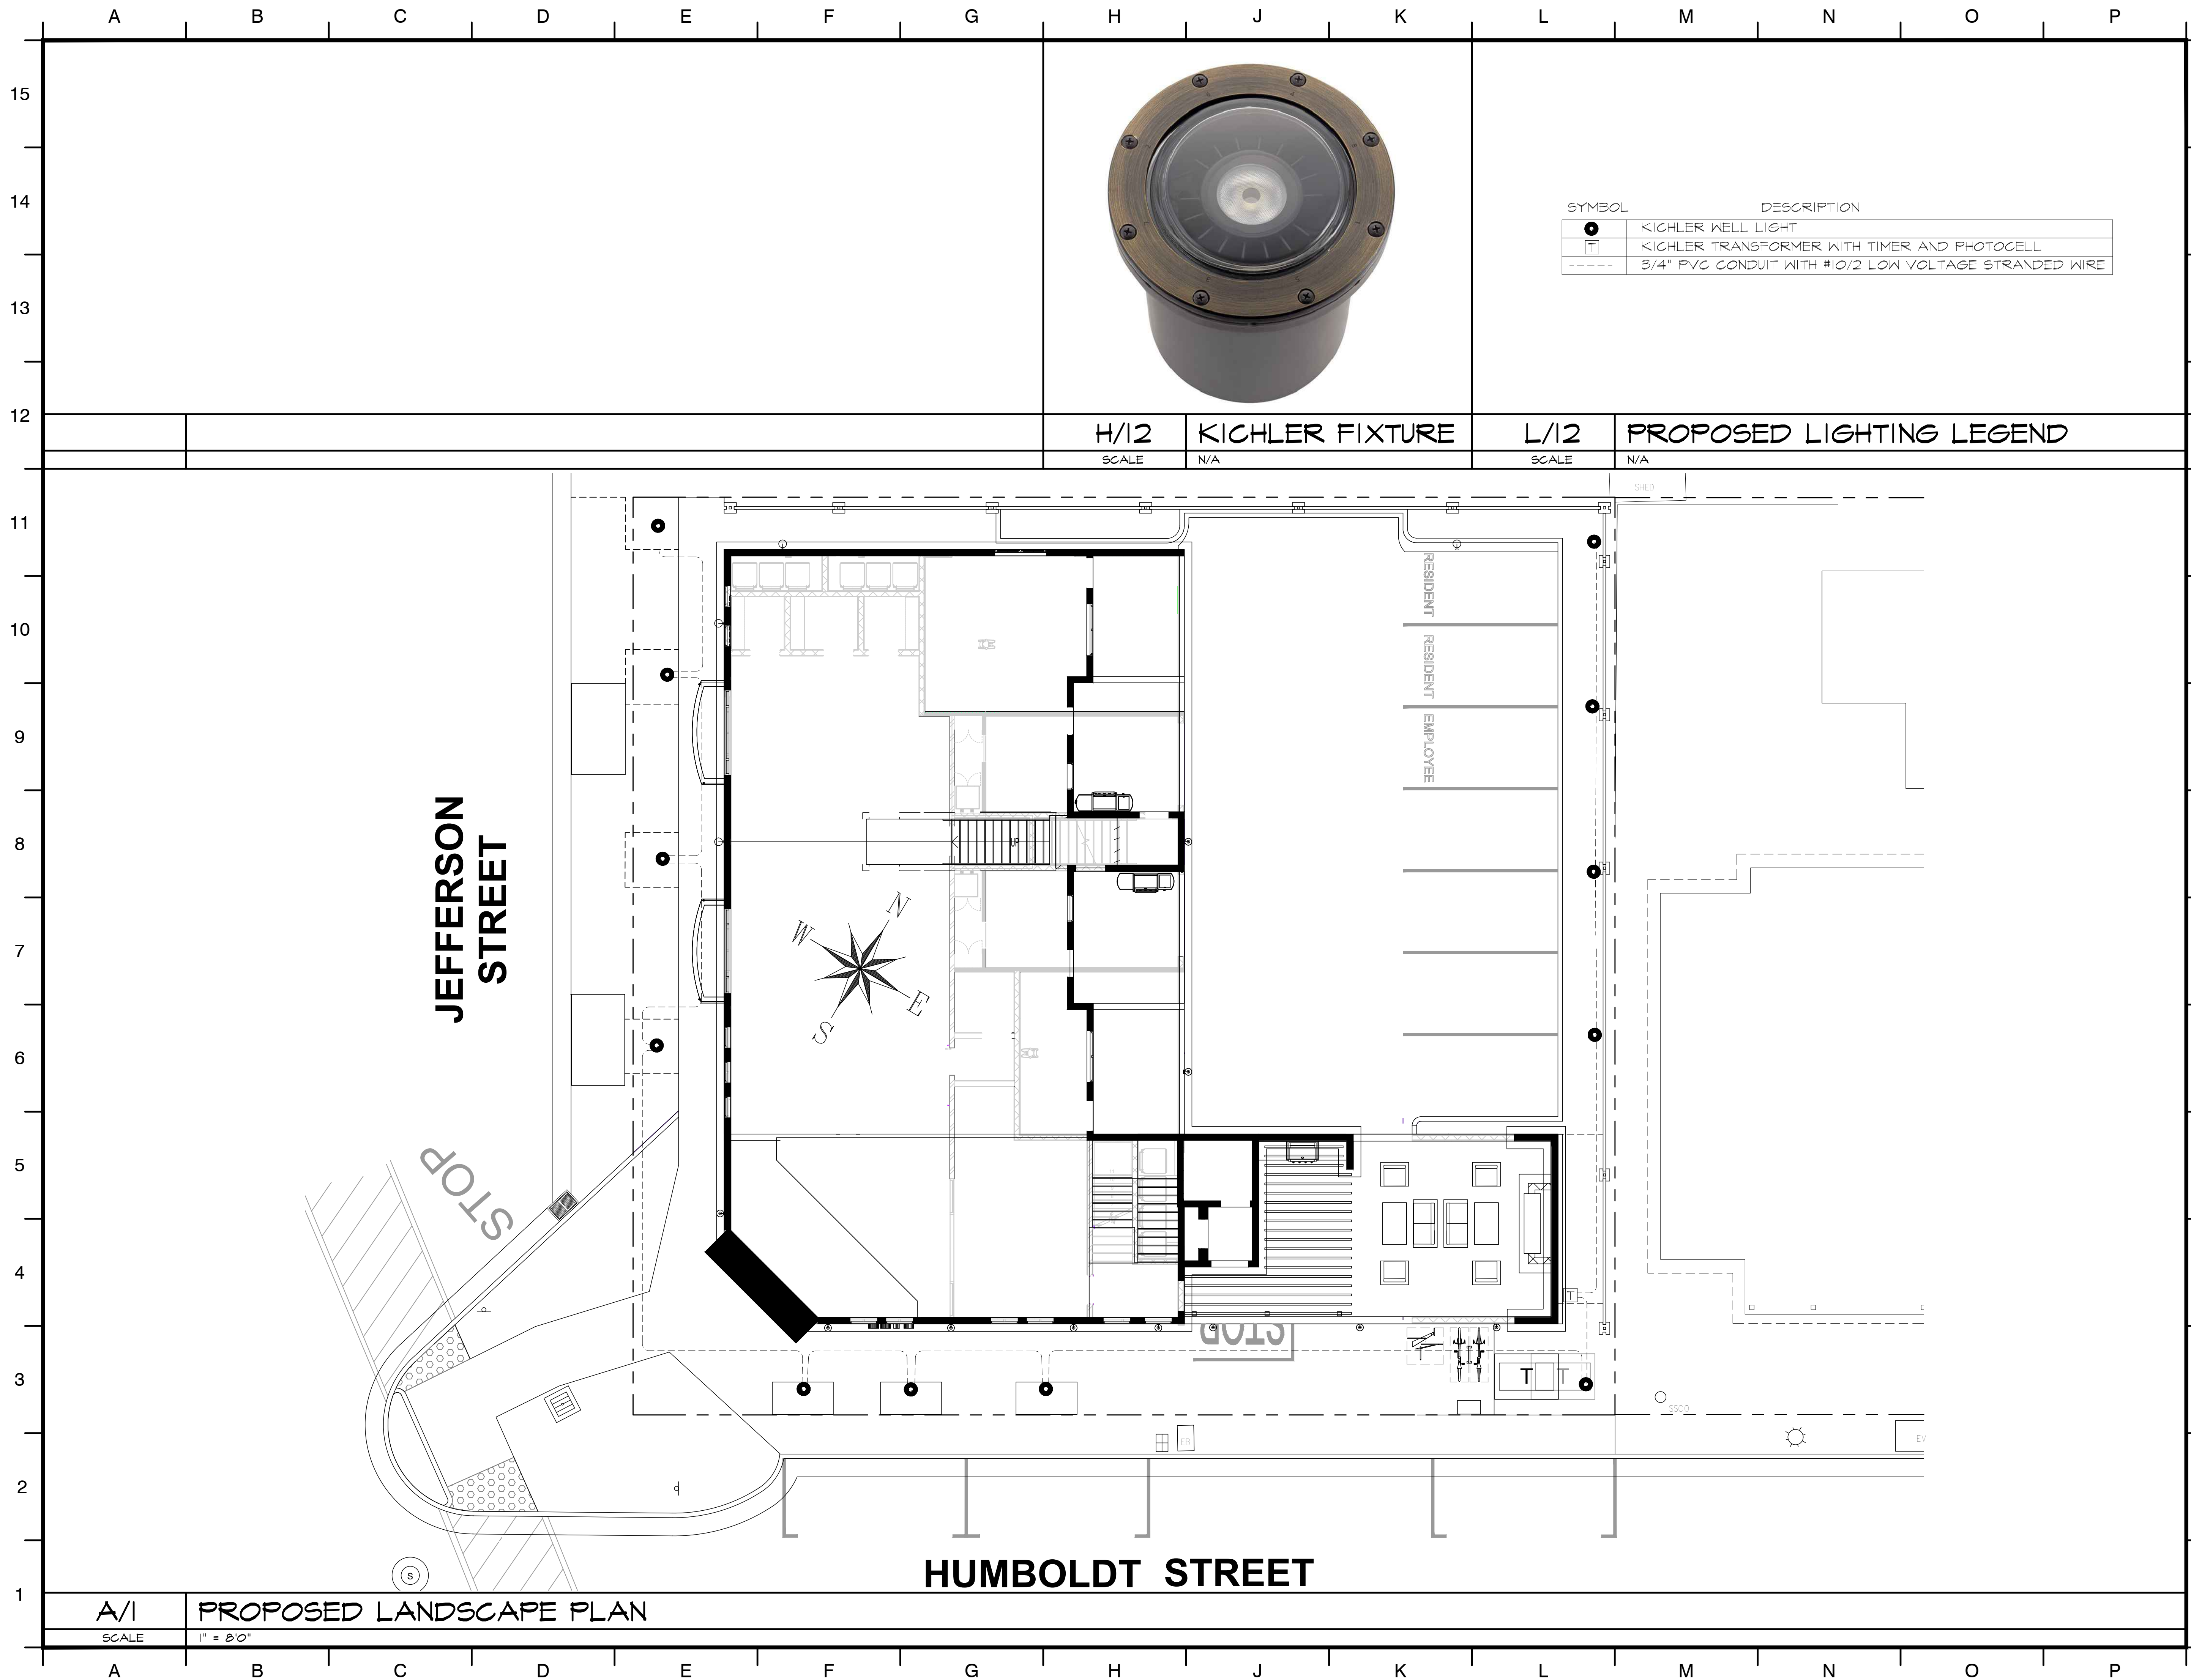 A B C D E F G H J K L M N O P
15
14
13
12
11
10
9
8
7
6
5
4
3
2
1
SYMBOL DESCRIPTION
KICHLER WELL LIGHT
T KICHLER TRANSFORMER WITH TIMER AND PHOTOCELL
3/4" PVC CONDUIT WITH #10/2 LOW VOLTAGE STRANDED WIRE
H/12 KICHLER FIXTURE
SCALE N/A
L/12 PROPOSED LIGHTING LEGEND
SCALE N/A
SHED
RESIDENT
RESIDENT
EMPLOYEE
JEFFERSON
STREET
N
W
E
S
UP
STOP
T
STOP
T T
SSCO
EB
EV
S
HUMBOLDT STREET
A/1 PROPOSED LANDSCAPE PLAN
SCALE 1" = 8'0"
A B C D E F G H J K L M N O P